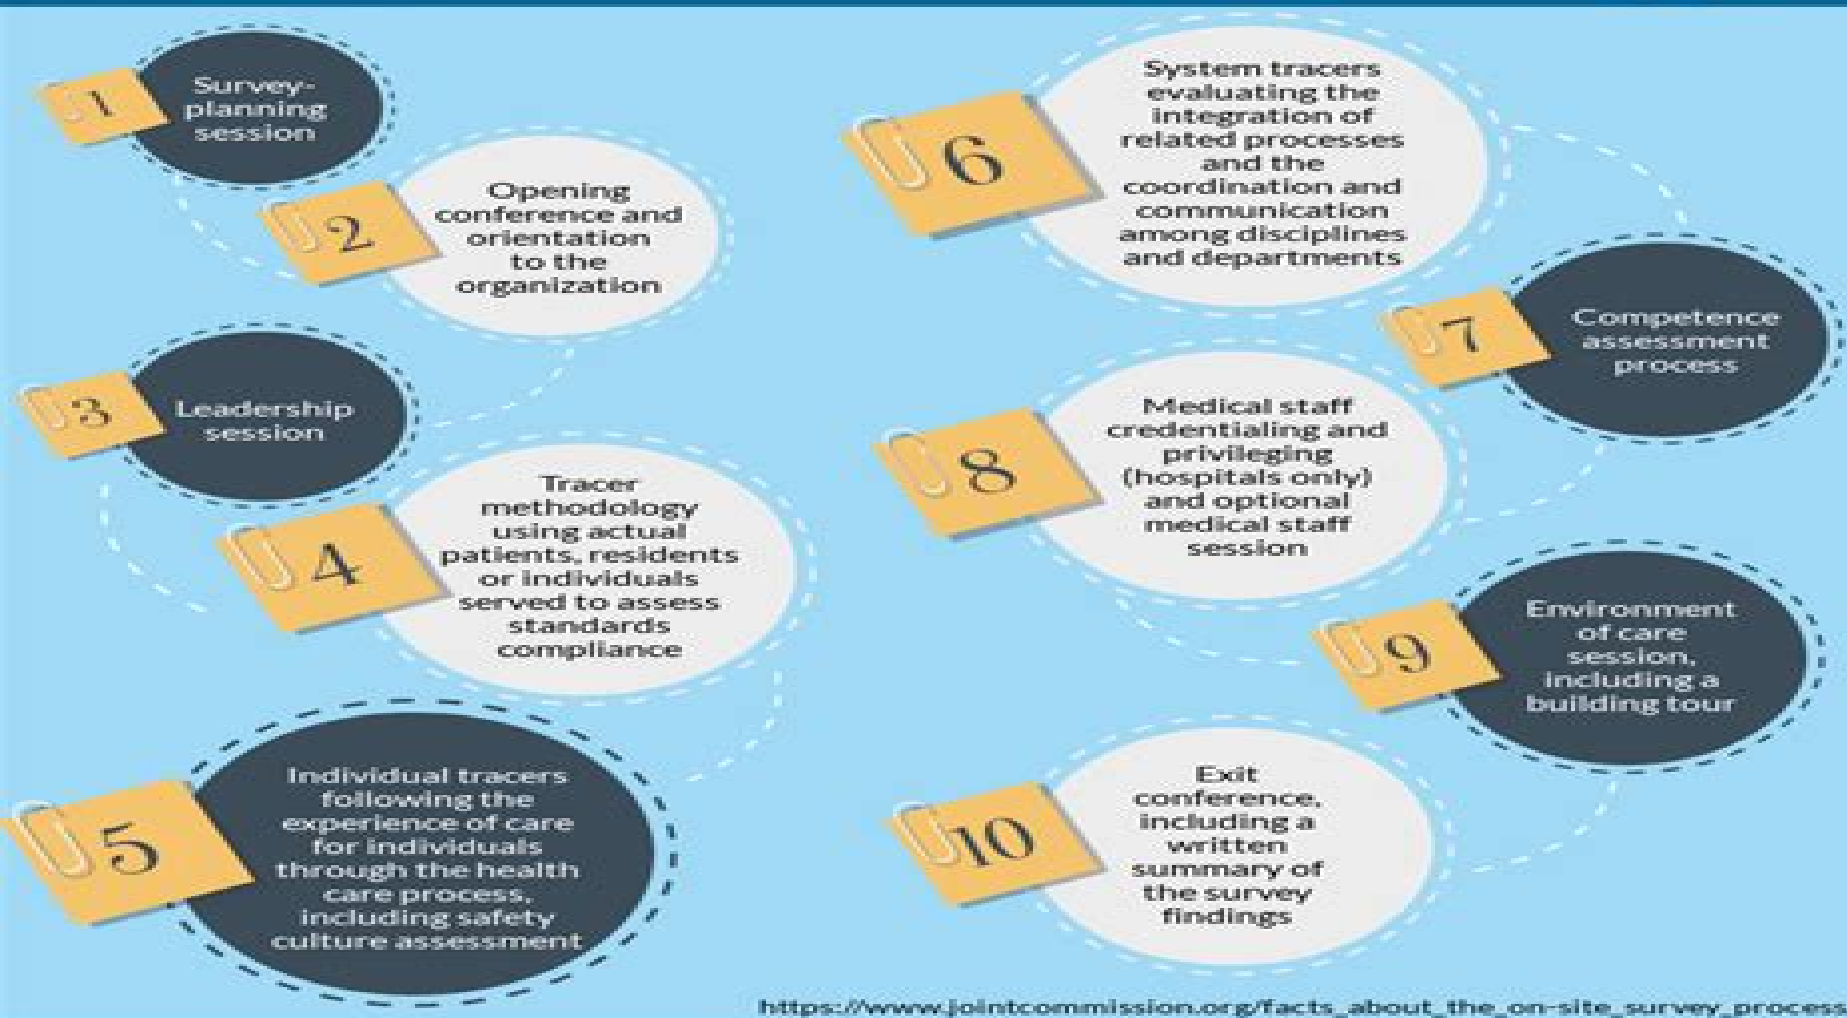 1
Survey-
planning
session
2
Opening
conference and
orientation
to the
organization
3
Leadership
session
4
Tracer
methodology
using actual
patients, residents
or individuals
served to assess
standards
compliance
5
Individual tracers
following the
experience of care
for individuals
through the health
care process,
including safety
culture assessment
6
System tracers
evaluating the
integration of
related processes
and the
coordination and
communication
among disciplines
and departments
7
Competence
assessment
process
8
Medical staff
credentialing and
privileging
(hospitals only)
and optional
medical staff
session
9
Environment
of care
session,
including a
building tour
10
Exit
conference,
including a
written
summary of
the survey
findings
https://www.jointcommission.org/facts_about_the_on-site_survey_process